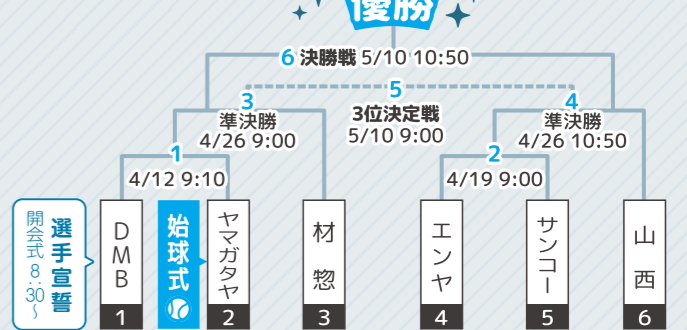 優勝
6 決勝戦 5/10 10:50
5
3位決定戦
5/10 9:00
3
準決勝
4/26 9:00
4
準決勝
4/26 10:50
1
4/12 9:10
2
4/19 9:00
選手宣誓
開会式 8:30〜
DMB
1
始球式
ヤマガタヤ
2
材惣
3
エンヤ
4
サンコー
5
山西
6